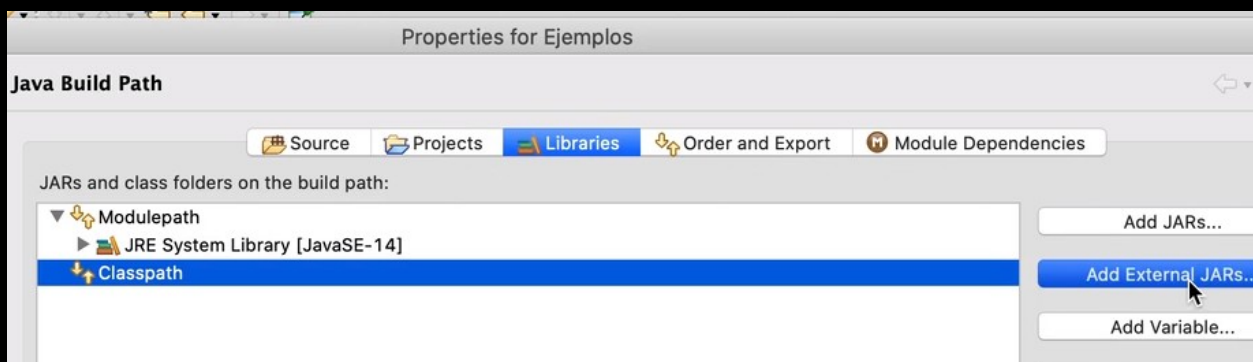 Properties for Ejemplos
Java Build Path
Source Projects Libraries Order and Export Module Dependencies
JARs and class folders on the build path:
Modulepath
JRE System Library [JavaSE-14]
Classpath
Add JARs...
Add External JARs..
Add Variable...